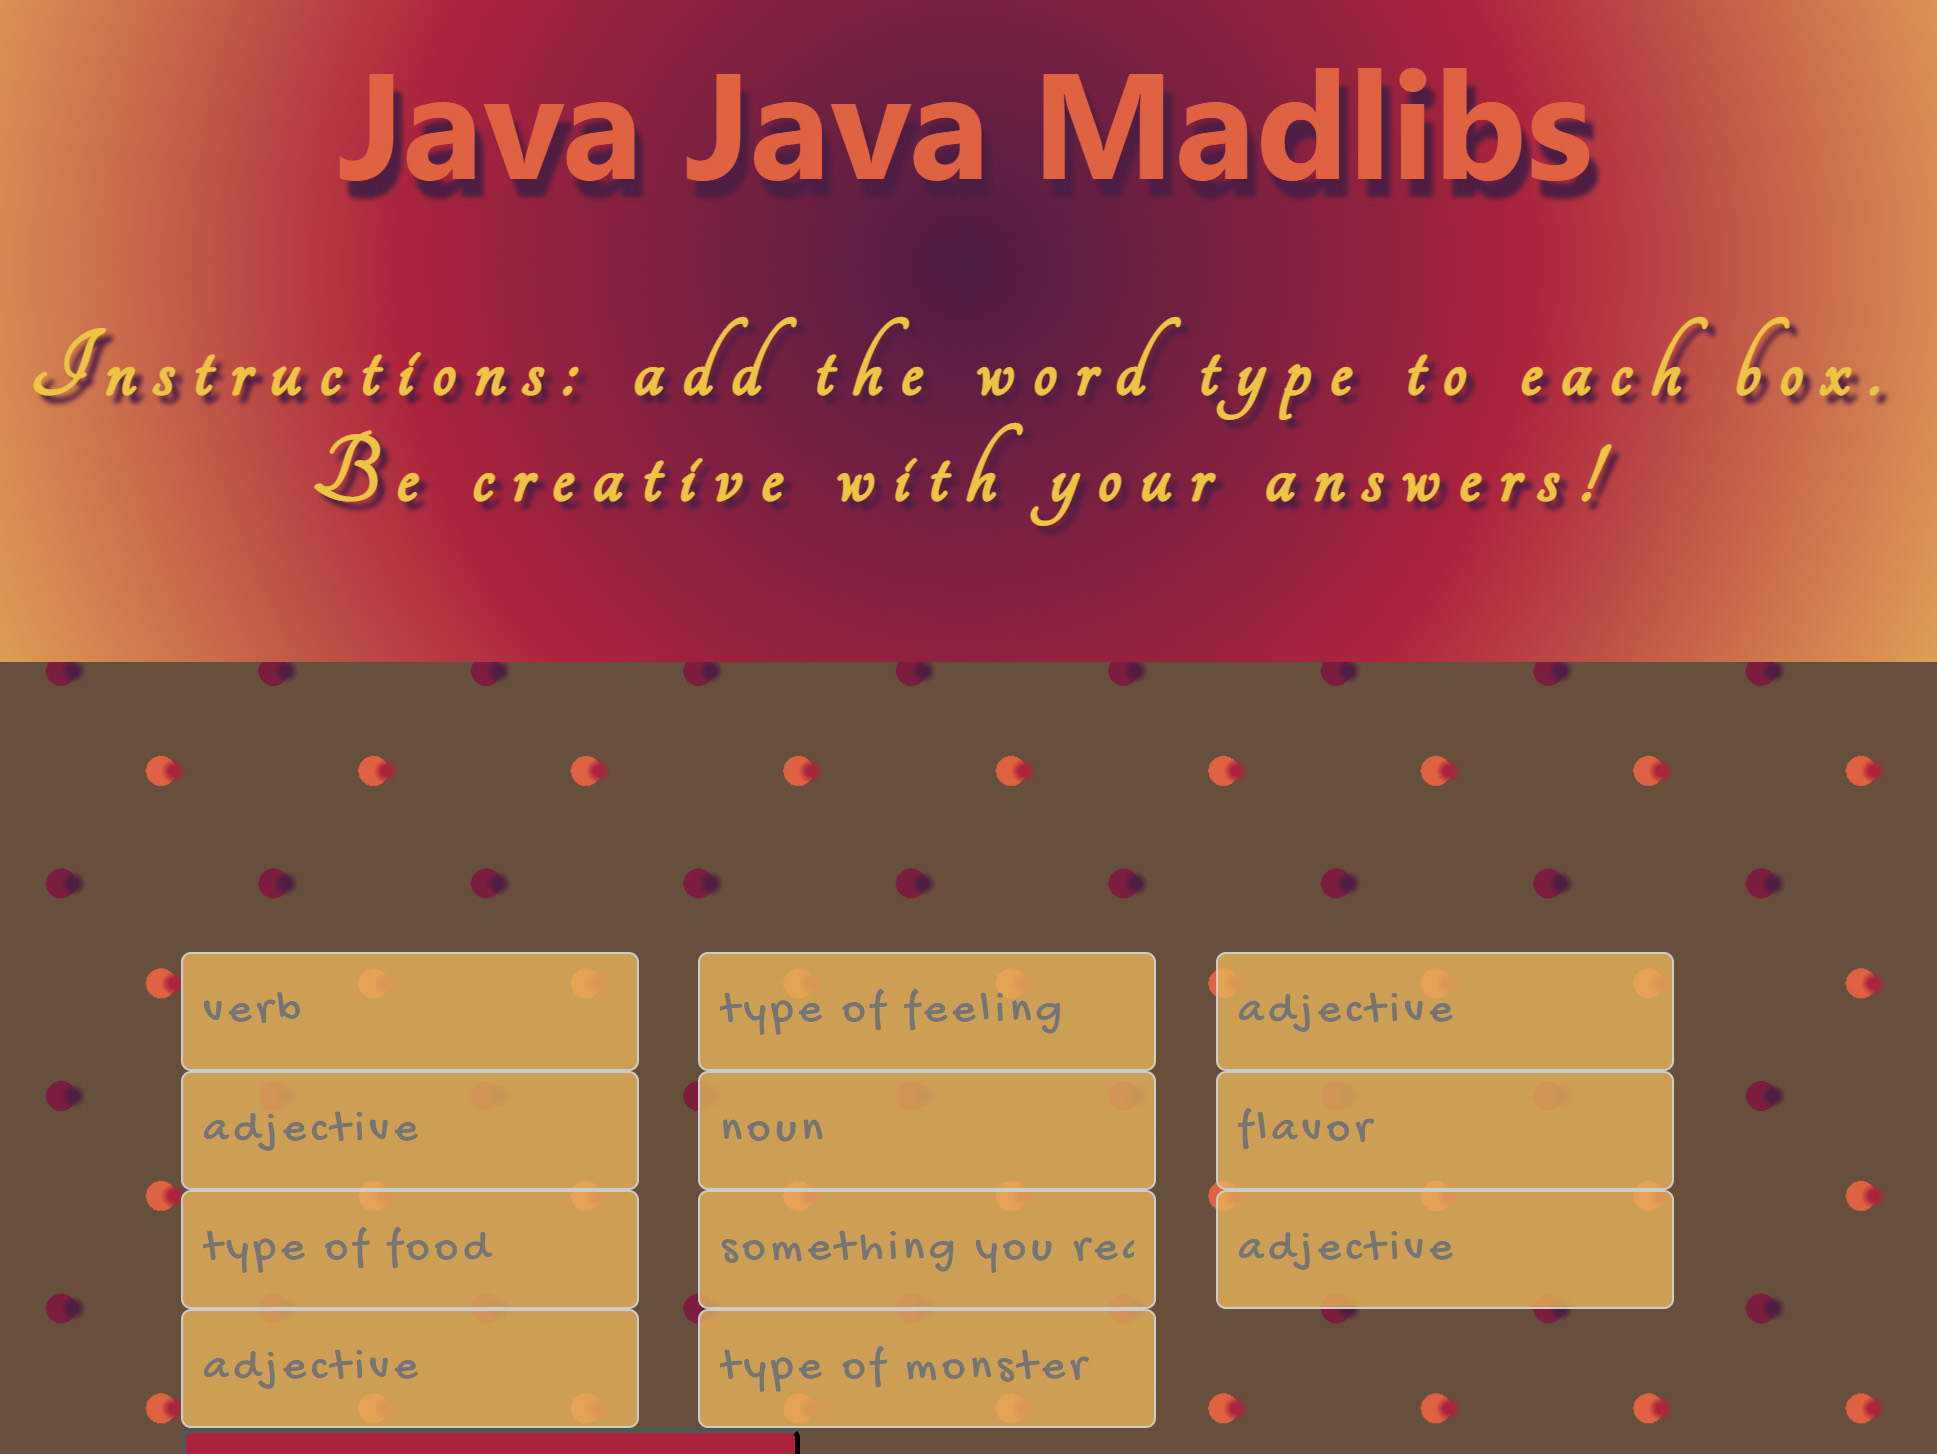 Java Java Madlibs
Instructions: add the word type to each box.
Be creative with your answers!
verb
type of feeling
adjective
adjective
noun
flavor
type of food
something you
adjective
adjective
type of monster